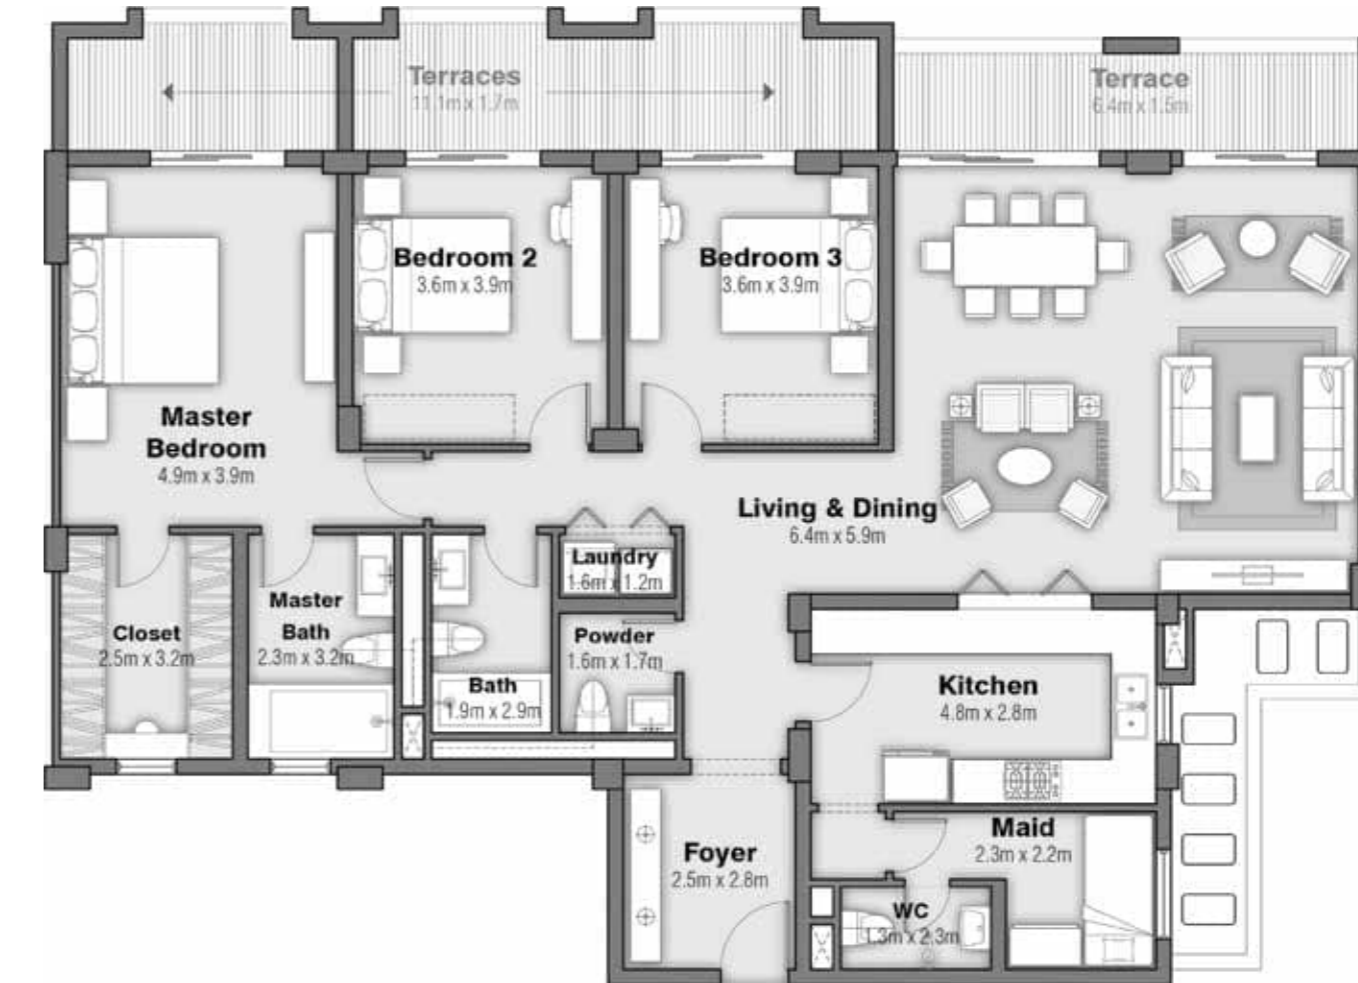 Terraces
11.1m x 1.7m
Terrace
6.4m x 1.5m
Bedroom 2
3.6m x 3.9m
Bedroom 3
3.6m x 3.9m
Master
Bedroom
4.9m x 3.9m
Living & Dining
6.4m x 5.9m
Laundry
1.6m x 1.2m
Master
Bath
2.3m x 3.2m
Closet
2.5m x 3.2m
Powder
1.6m x 1.7m
Bath
1.9m x 2.9m
Kitchen
4.8m x 2.8m
Maid
2.3m x 2.2m
Foyer
2.5m x 2.8m
WC
1.3m x 2.3m